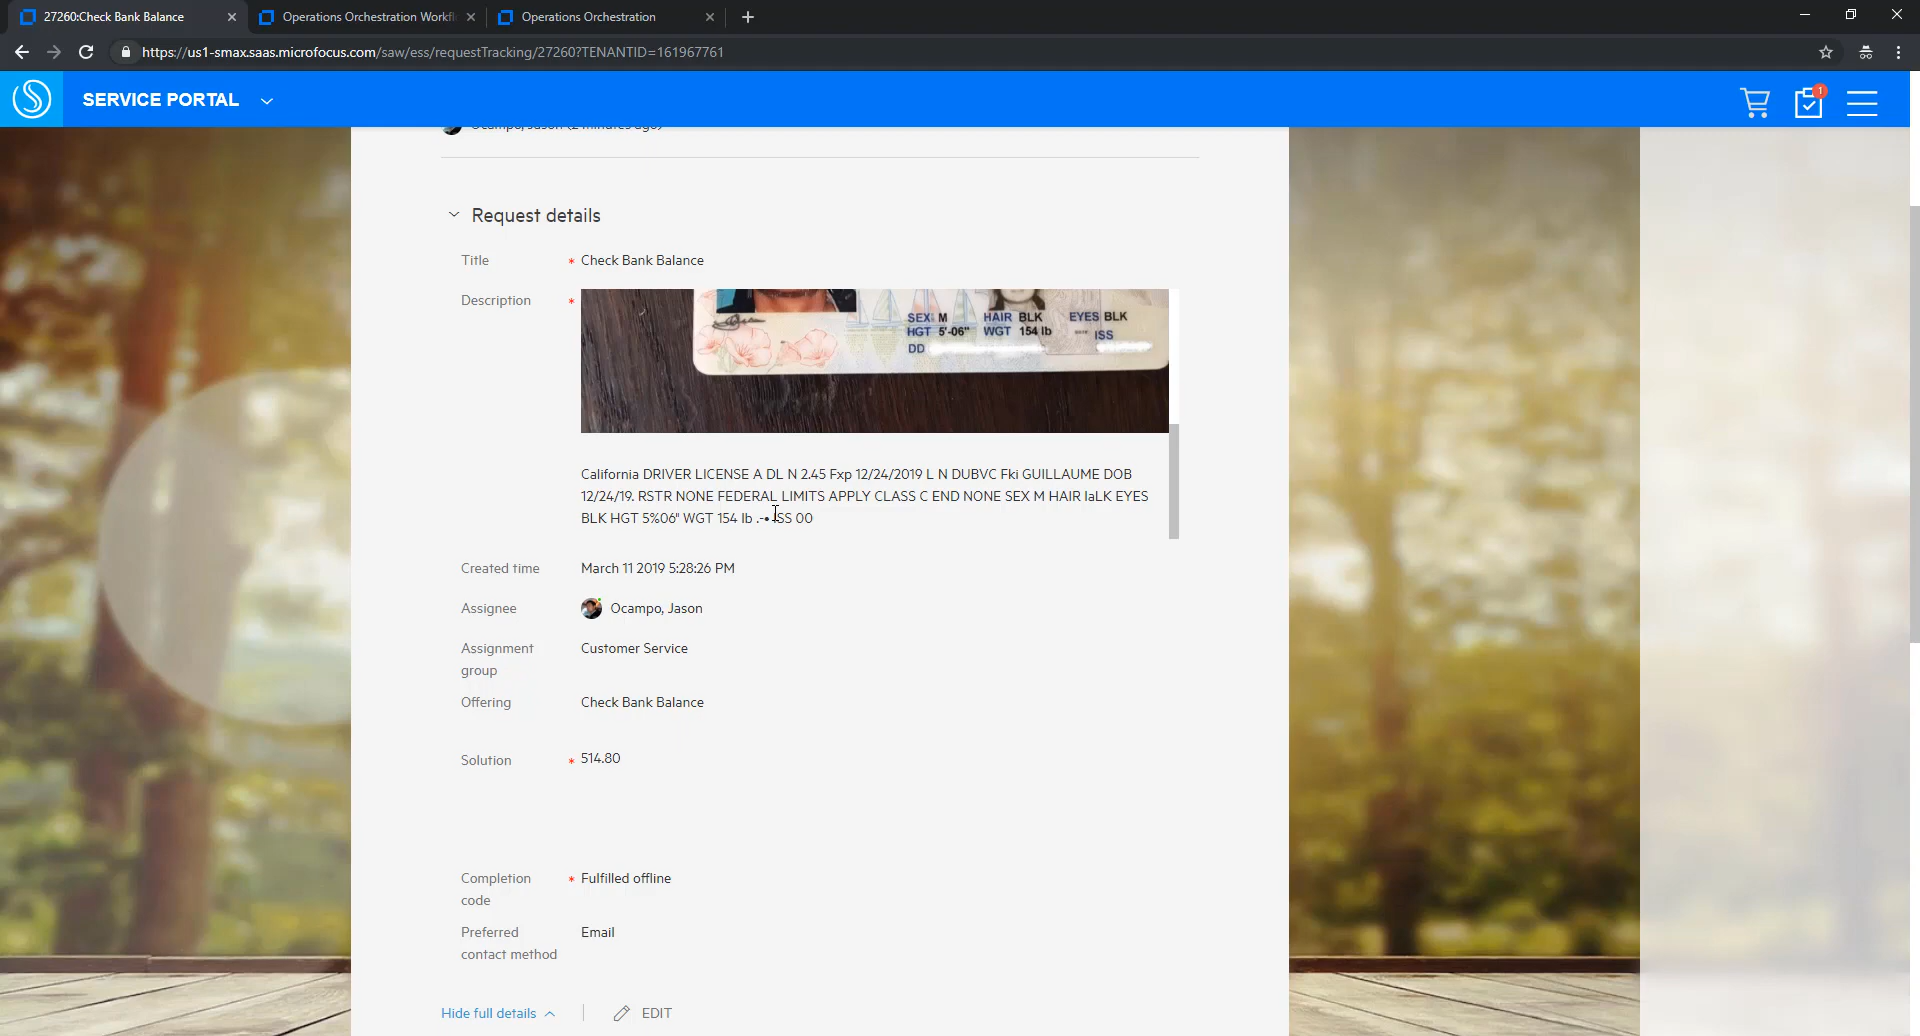 27260:Check Bank Balance
Operations Orchestration Workfl
Operations Orchestration
https://us1-smax.saas.microfocus.com/saw/ess/requestTracking/27260?TENANTID=161967761
SERVICE PORTAL
1
Request details
Title * Check Bank Balance
Description *
SEX M HAIR BLK EYES BLK
HGT 5'-06" WGT 154 lb ISS
DD
California DRIVER LICENSE A DL N 2.45 Fxp 12/24/2019 L N DUBVC Fki GUILLAUME DOB
12/24/19. RSTR NONE FEDERAL LIMITS APPLY CLASS C END NONE SEX M HAIR laLK EYES
BLK HGT 5%06" WGT 154 lb .-• ISS 00
Created time March 11 2019 5:28:26 PM
Assignee Ocampo, Jason
Assignment Customer Service
group
Offering Check Bank Balance
Solution * 514.80
Completion * Fulfilled offline
code
Preferred Email
contact method
Hide full details EDIT